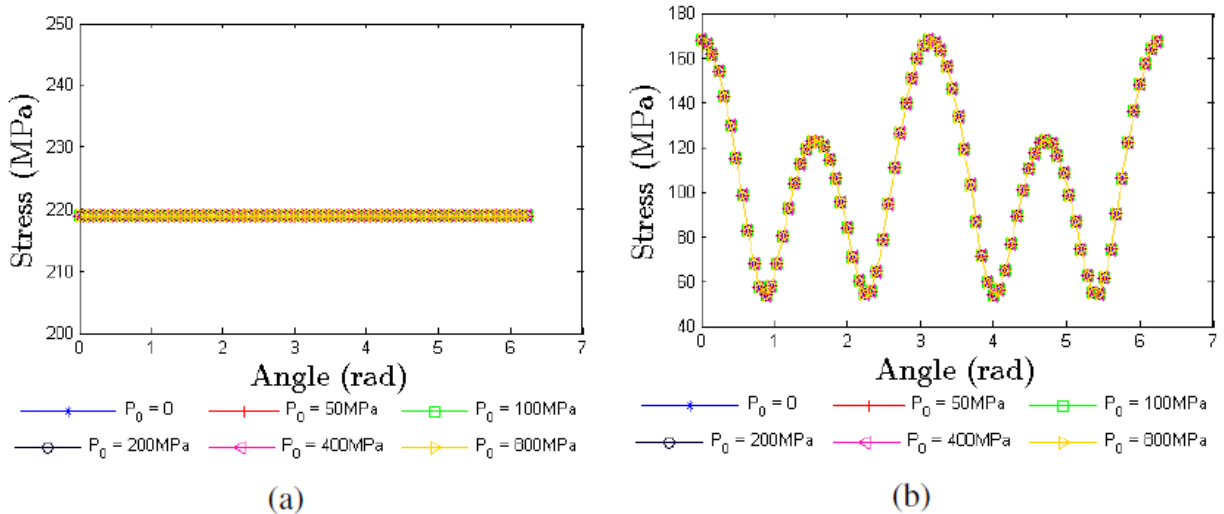 250
240
230
220
210
200
Stress (MPa)
0 1 2 3 4 5 6 7
Angle (rad)
P0 = 0 P0 = 50MPa P0 = 100MPa
P0 = 200MPa P0 = 400MPa P0 = 800MPa
(a)
180
160
140
120
100
80
60
40
Stress (MPa)
0 1 2 3 4 5 6 7
Angle (rad)
P0 = 0 P0 = 50MPa P0 = 100MPa
P0 = 200MPa P0 = 400MPa P0 = 800MPa
(b)